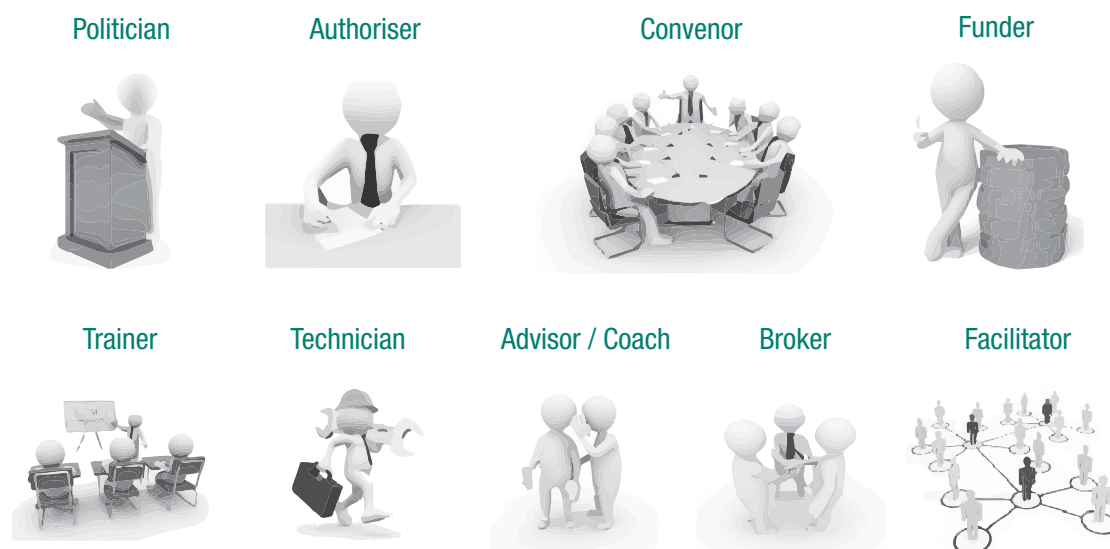 Politician
Authoriser
Convenor
Funder
Trainer
Technician
Advisor / Coach
Broker
Facilitator